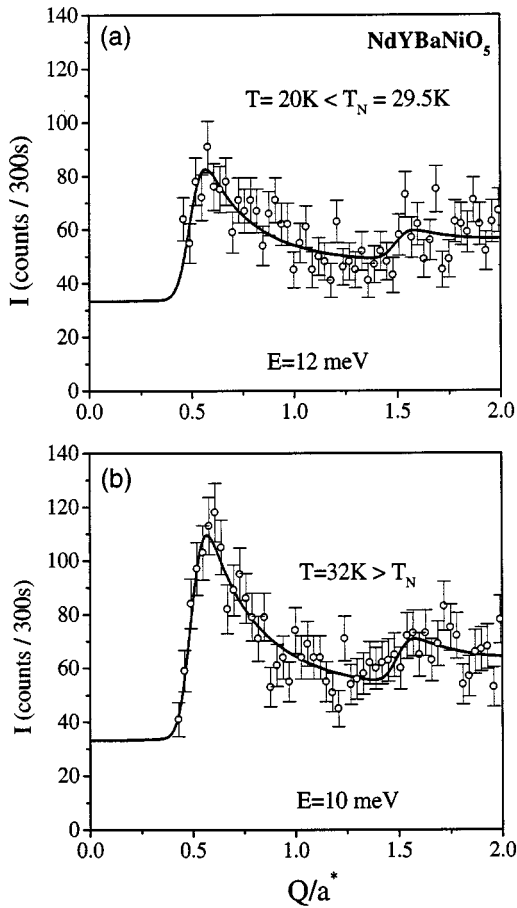 (a)
NdYBaNiO₅
T= 20K < T_N = 29.5K
E=12 meV
I (counts / 300s)
140
120
100
80
60
40
20
0
0.0 0.5 1.0 1.5 2.0
(b)
T=32K > T_N
E=10 meV
I (counts / 300s)
140
120
100
80
60
40
20
0
0.0 0.5 1.0 1.5 2.0
Q/a*